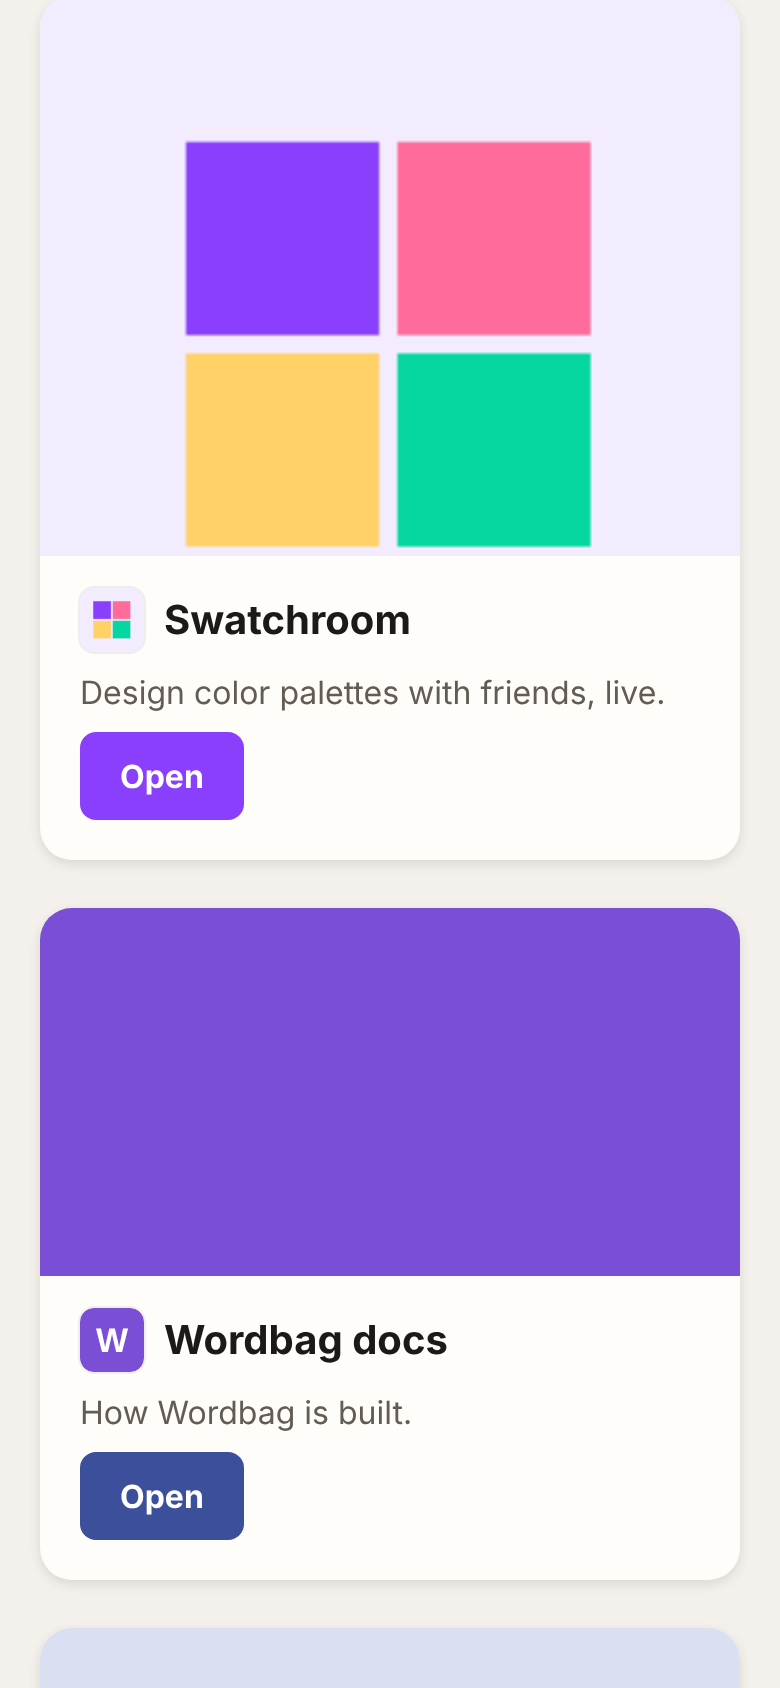 Swatchroom
Design color palettes with friends, live.
Open
W Wordbag docs
How Wordbag is built.
Open